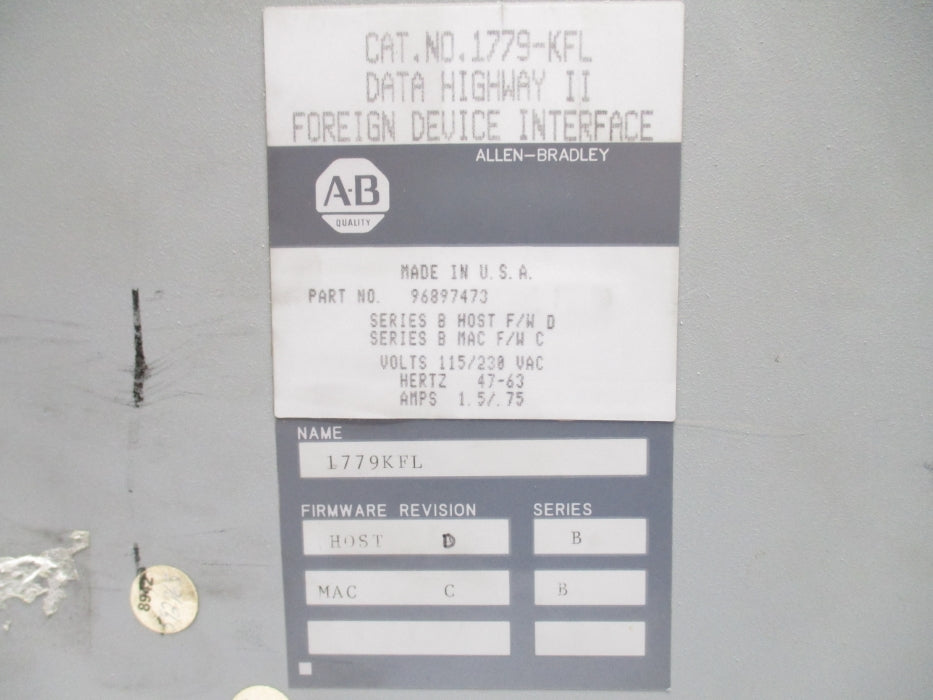 CAT.NO.1779-KFL
DATA HIGHWAY II
FOREIGN DEVICE INTERFACE
ALLEN-BRADLEY
A·B
QUALITY
MADE IN U.S.A.
PART NO. 96897473
SERIES B HOST F/W D
SERIES B MAC F/W C
VOLTS 115/230 VAC
HERTZ 47-63
AMPS 1.5/.75
NAME
1779KFL
FIRMWARE REVISION SERIES
HOST D B
MAC C B
8942